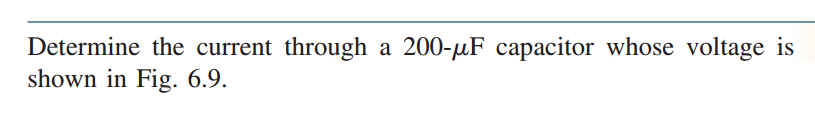 Determine the current through a 200-μF capacitor whose voltage is
shown in Fig. 6.9.